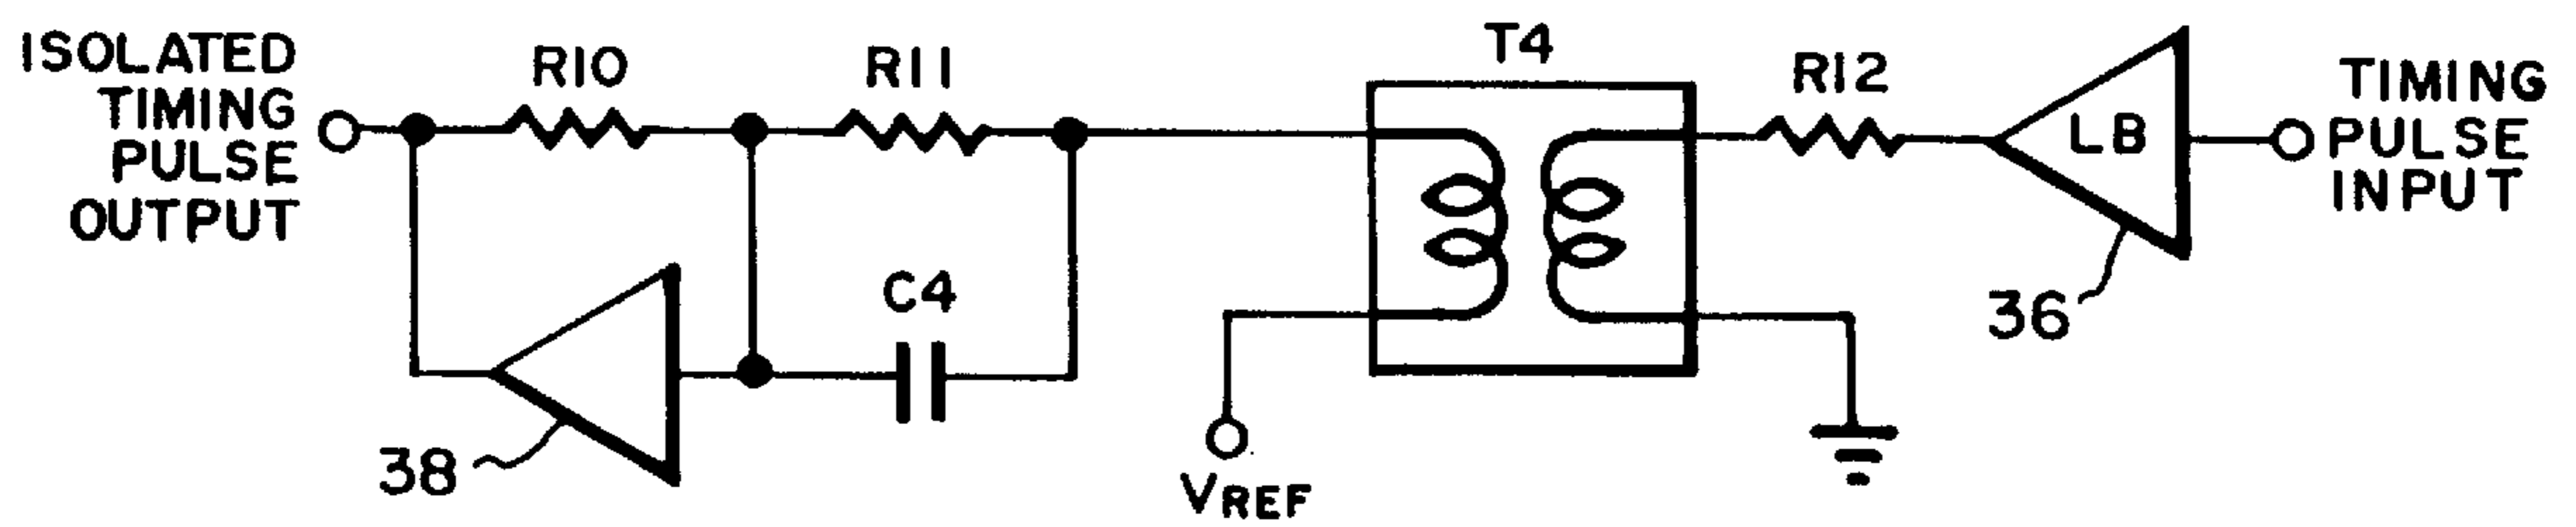 ISOLATED
TIMING
PULSE
OUTPUT
R10
R11
C4
38
T4
VREF
R12
LB
36
TIMING
PULSE
INPUT